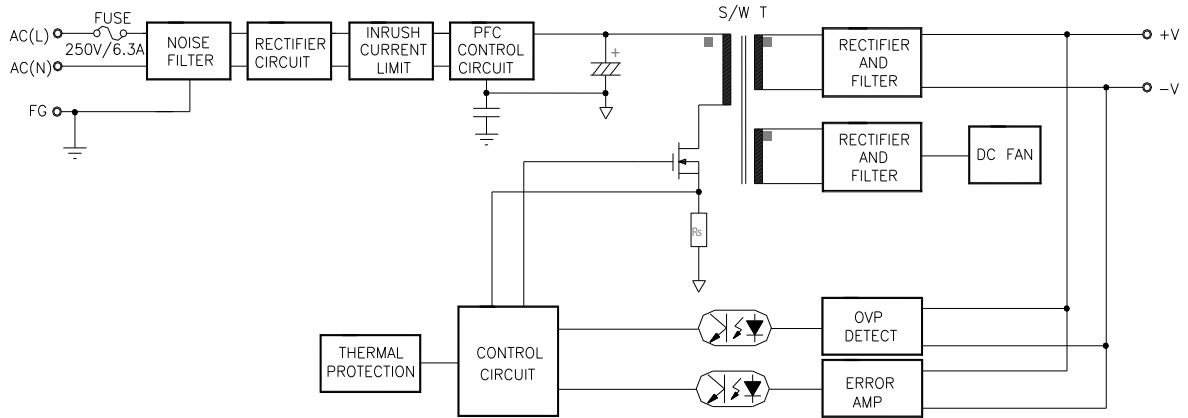 S/W T
FUSE
AC(L)
250V/6.3A
AC(N)
FG
NOISE
FILTER
RECTIFIER
CIRCUIT
INRUSH
CURRENT
LIMIT
PFC
CONTROL
CIRCUIT
+
RECTIFIER
AND
FILTER
+V
-V
RECTIFIER
AND
FILTER
DC FAN
Rs
THERMAL
PROTECTION
CONTROL
CIRCUIT
OVP
DETECT
ERROR
AMP